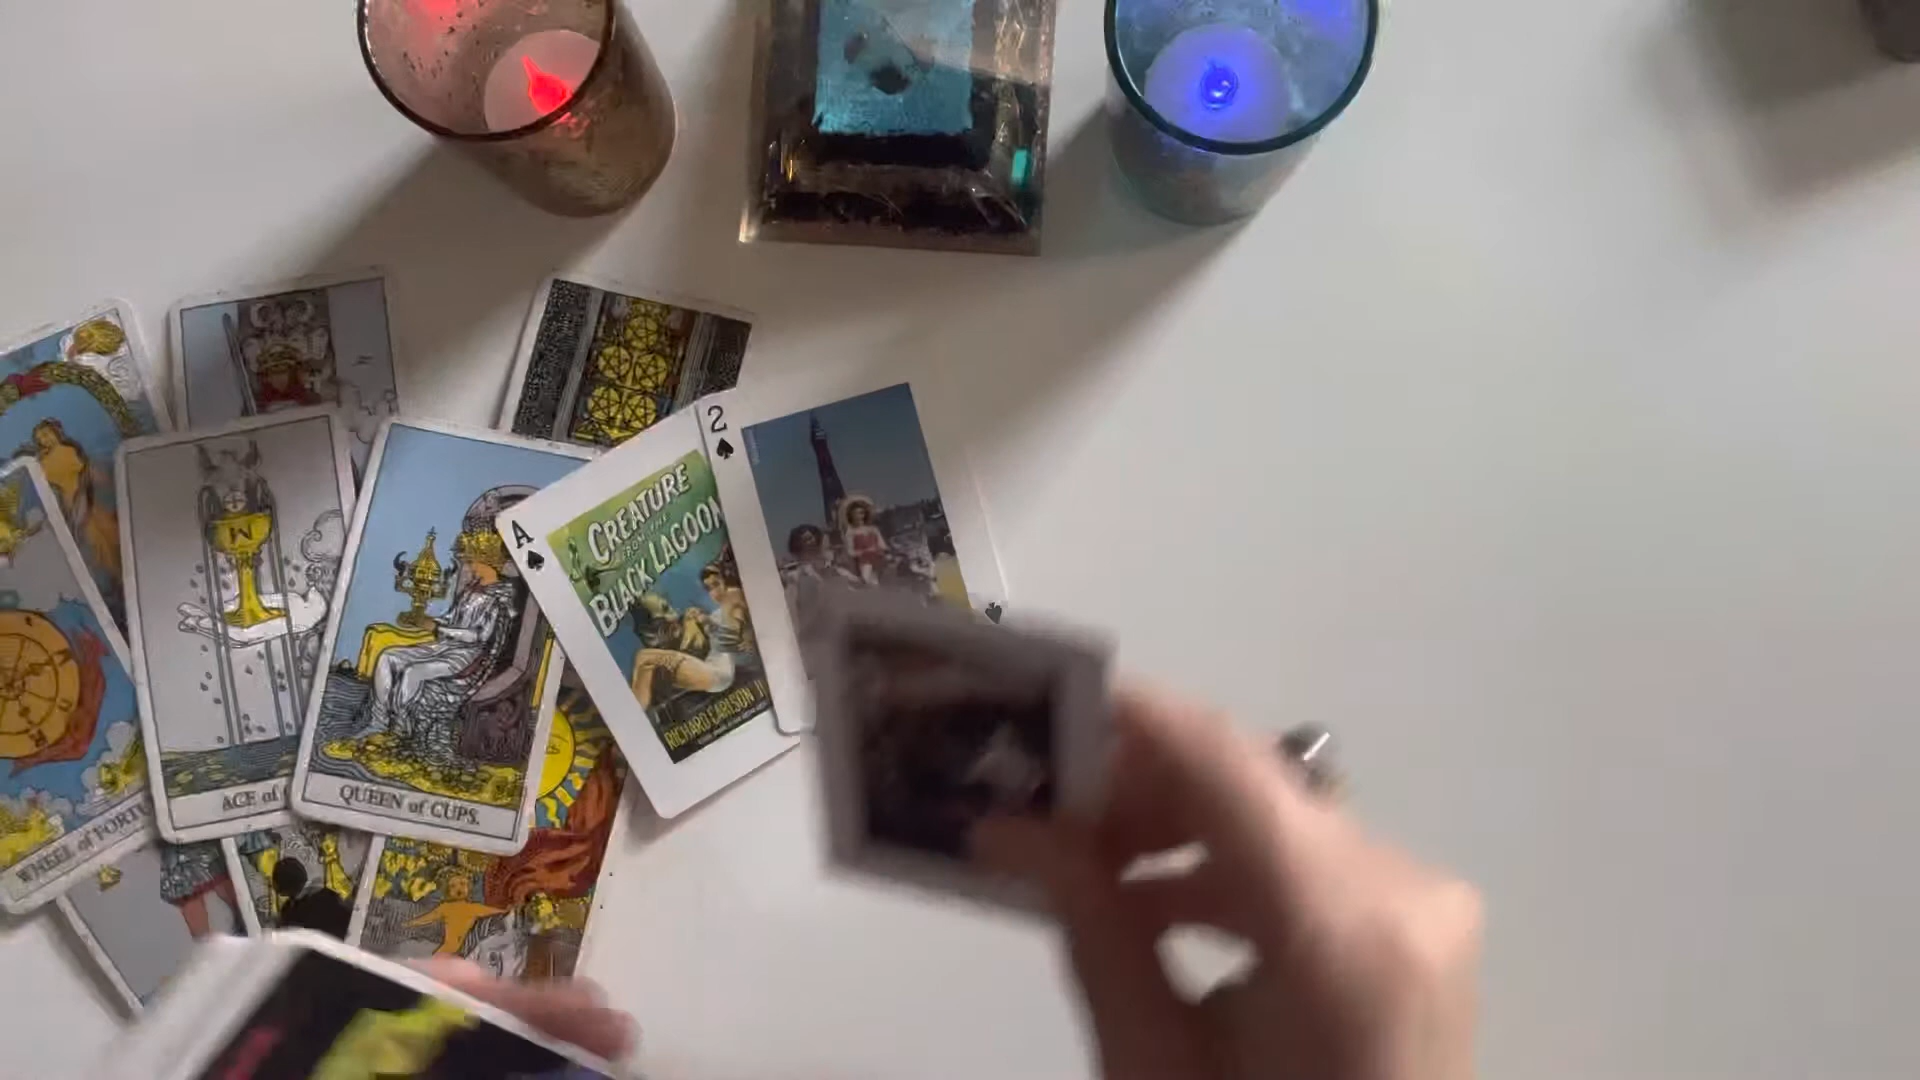 2
A
CREATURE
FROM THE
BLACK LAGOON
RICHARD CARLSON
ACE of
QUEEN of CUPS.
WHEEL of FORTU